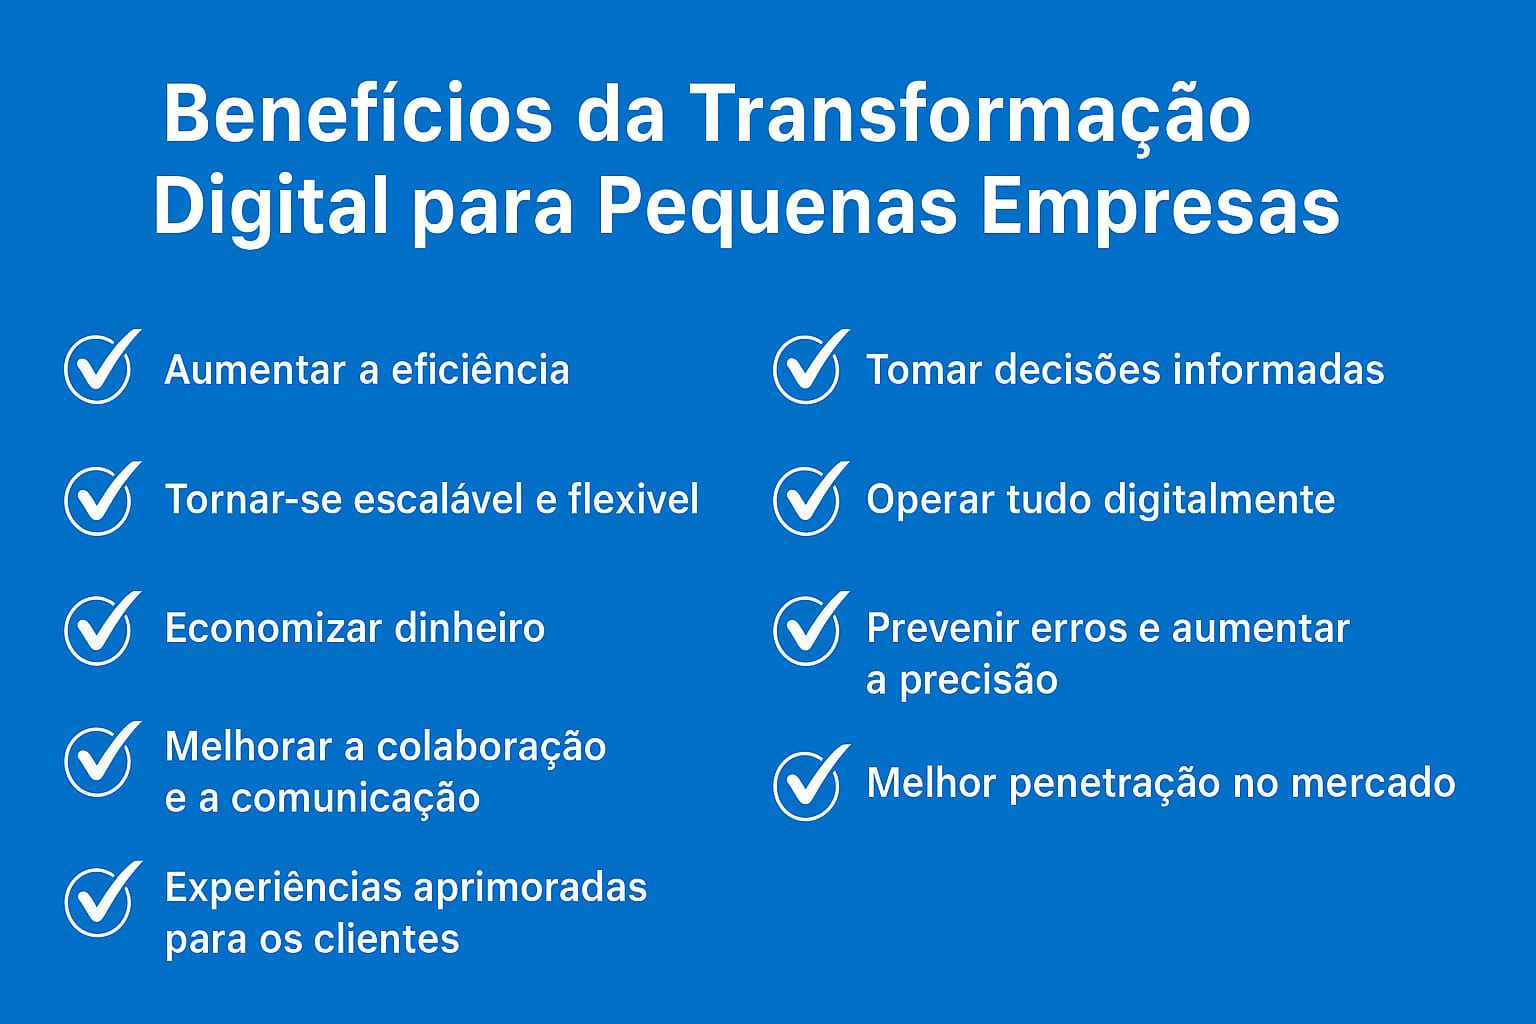 Benefícios da Transformação
Digital para Pequenas Empresas
Aumentar a eficiência
Tornar-se escalável e flexivel
Economizar dinheiro
Melhorar a colaboração
e a comunicação
Experiências aprimoradas
para os clientes
Tomar decisões informadas
Operar tudo digitalmente
Prevenir erros e aumentar
a precisão
Melhor penetração no mercado